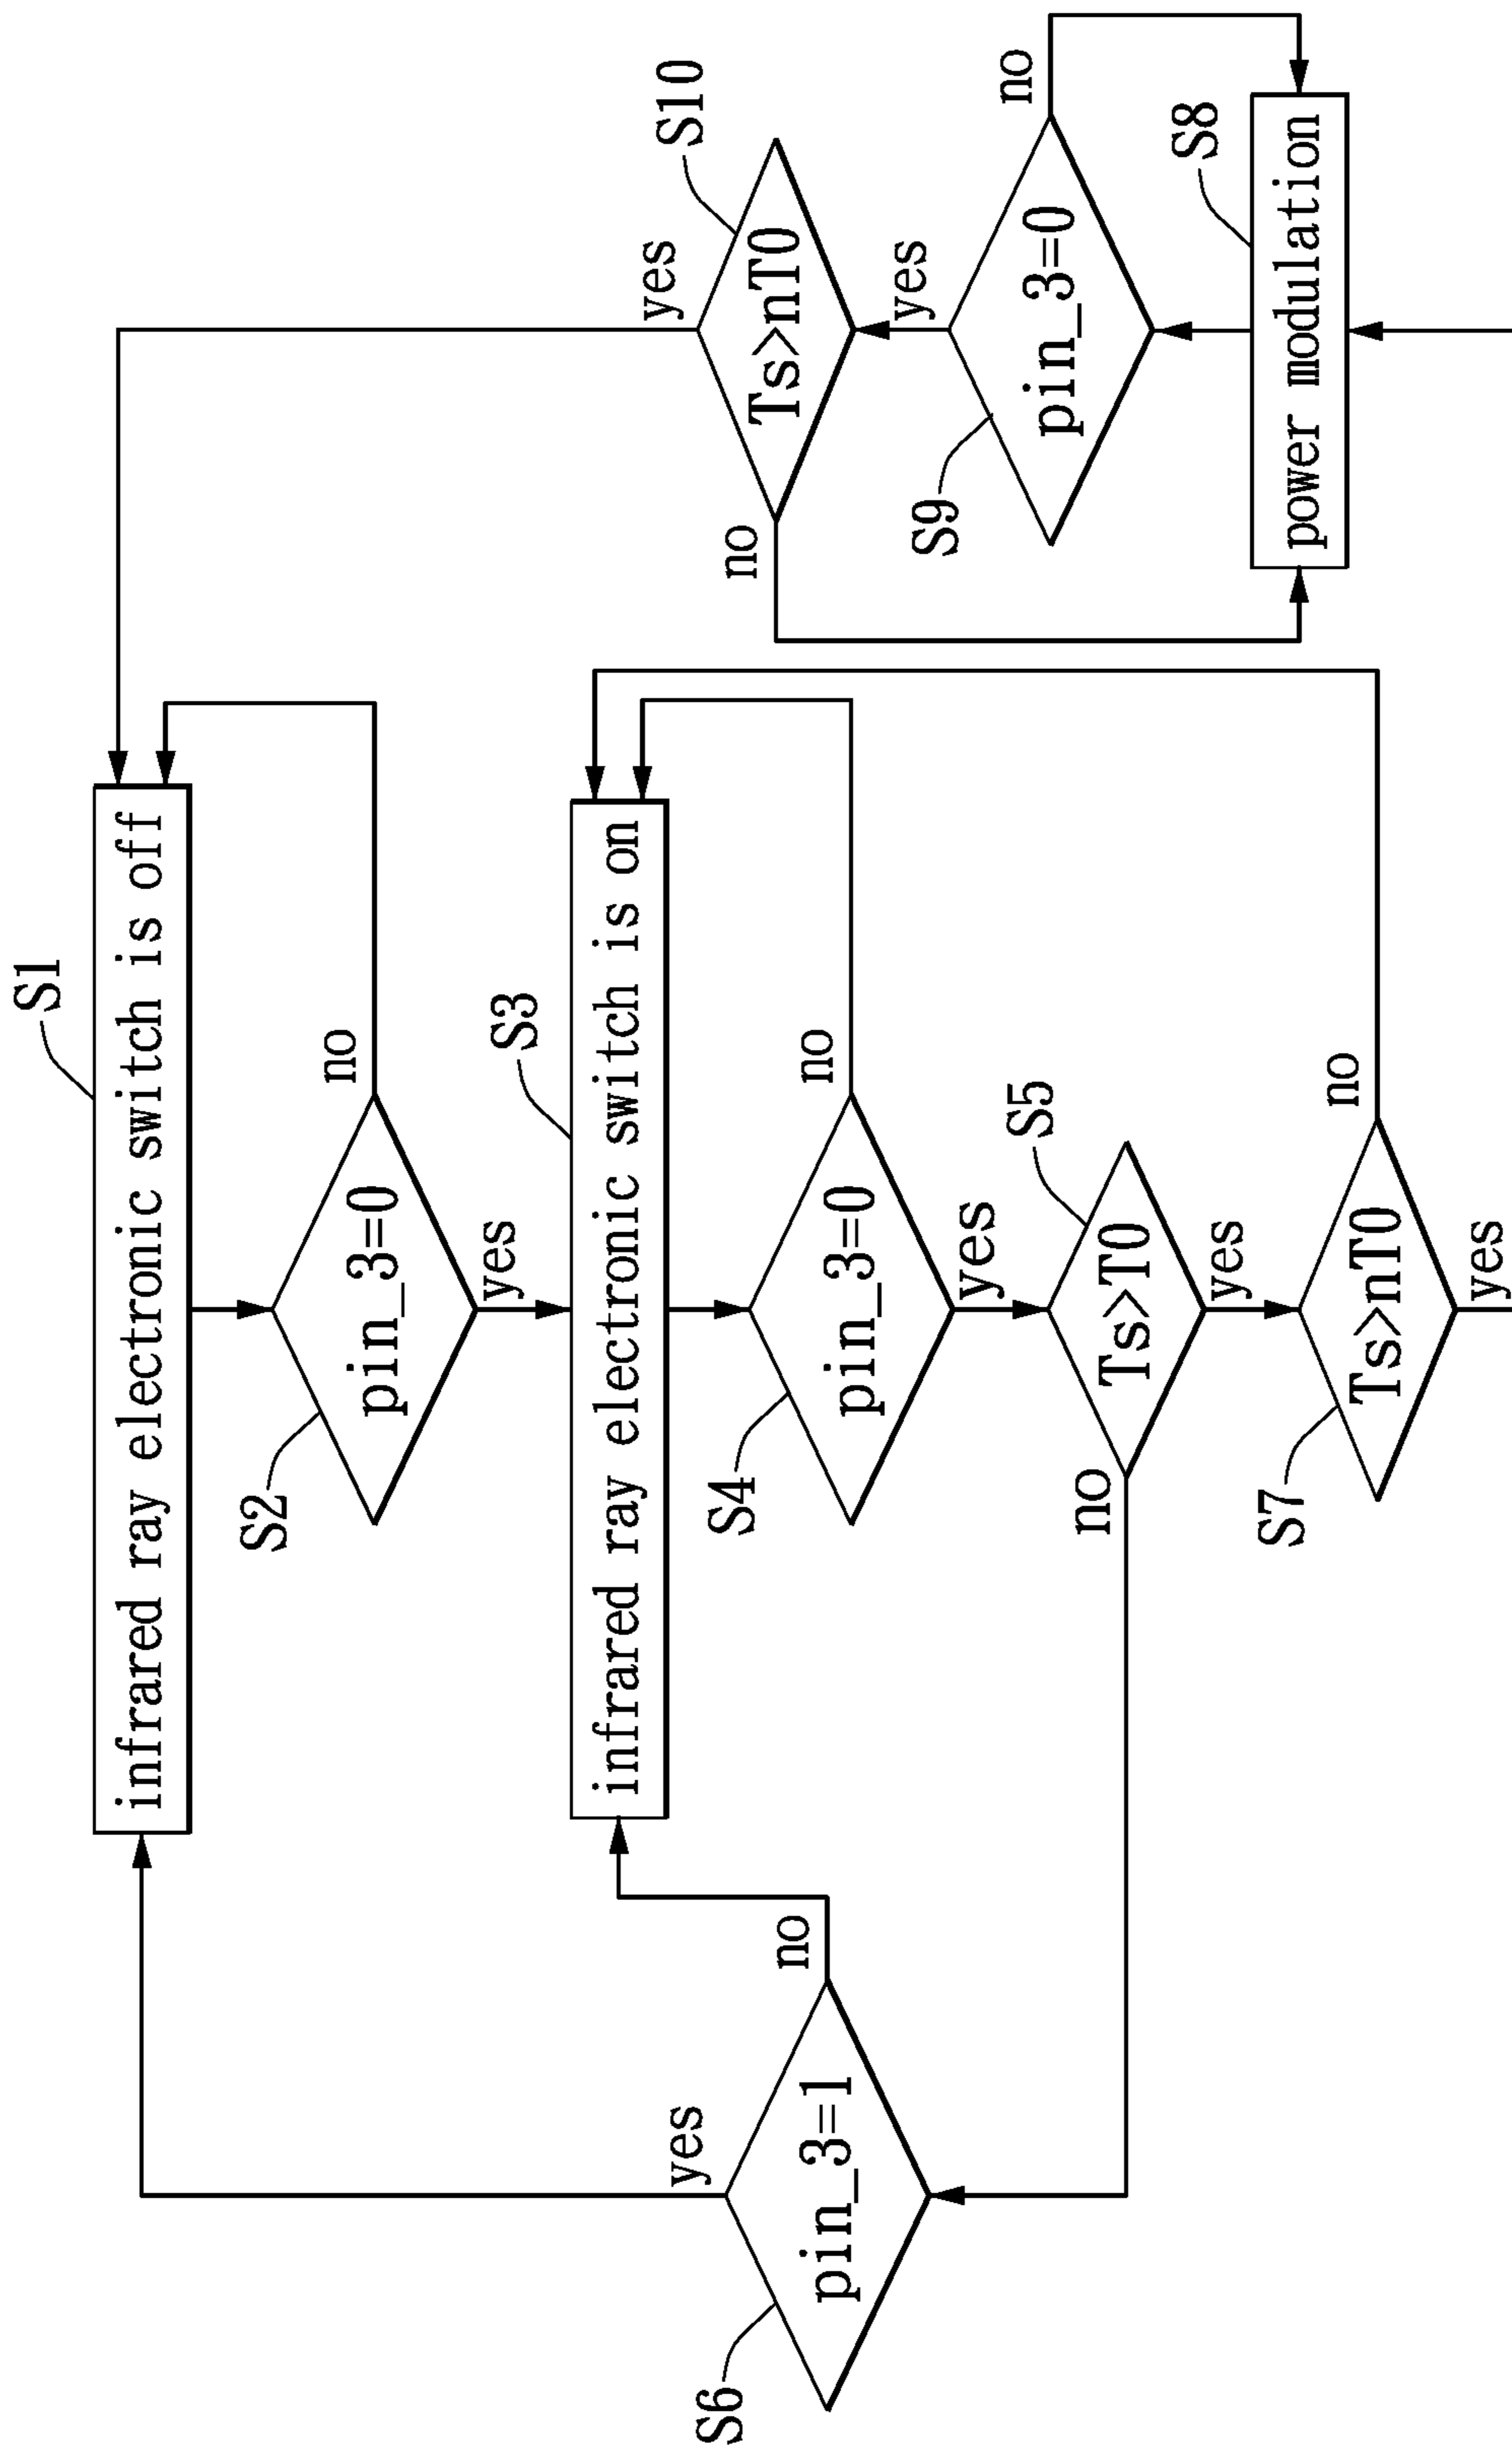 S1
infrared ray electronic switch is off
S2
pin_3=0
no
yes
S3
infrared ray electronic switch is on
S4
pin_3=0
no
yes
S5
Ts>T0
no
yes
S6
pin_3=1
yes
no
S7
Ts>nT0
no
yes
S8
power modulation
S9
pin_3=0
no
yes
S10
Ts>nT0
yes
no